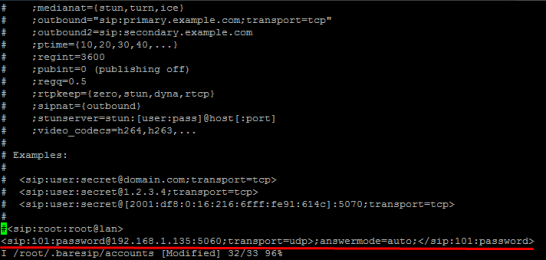 #     ;medianat={stun,turn,ice}
#     ;outbound="sip:primary.example.com;transport=tcp"
#     ;outbound2=sip:secondary.example.com
#     ;ptime={10,20,30,40,...}
#     ;regint=3600
#     ;pubint=0 (publishing off)
#     ;regq=0.5
#     ;rtpkeep={zero,stun,dyna,rtcp}
#     ;sipnat={outbound}
#     ;stunserver=stun:[user:pass]@host[:port]
#     ;video_codecs=h264,h263,...
#
# Examples:
#
#  <sip:user:secret@domain.com;transport=tcp>
#  <sip:user:secret@1.2.3.4;transport=tcp>
#  <sip:user:secret@[2001:df8:0:16:216:6fff:fe91:614c]:5070;transport=tcp>
#
#<sip:root:root@lan>
<sip:101:password@192.168.1.135:5060;transport=udp>;answermode=auto;</sip:101:password>
I /root/.baresip/accounts [Modified] 32/33 96%